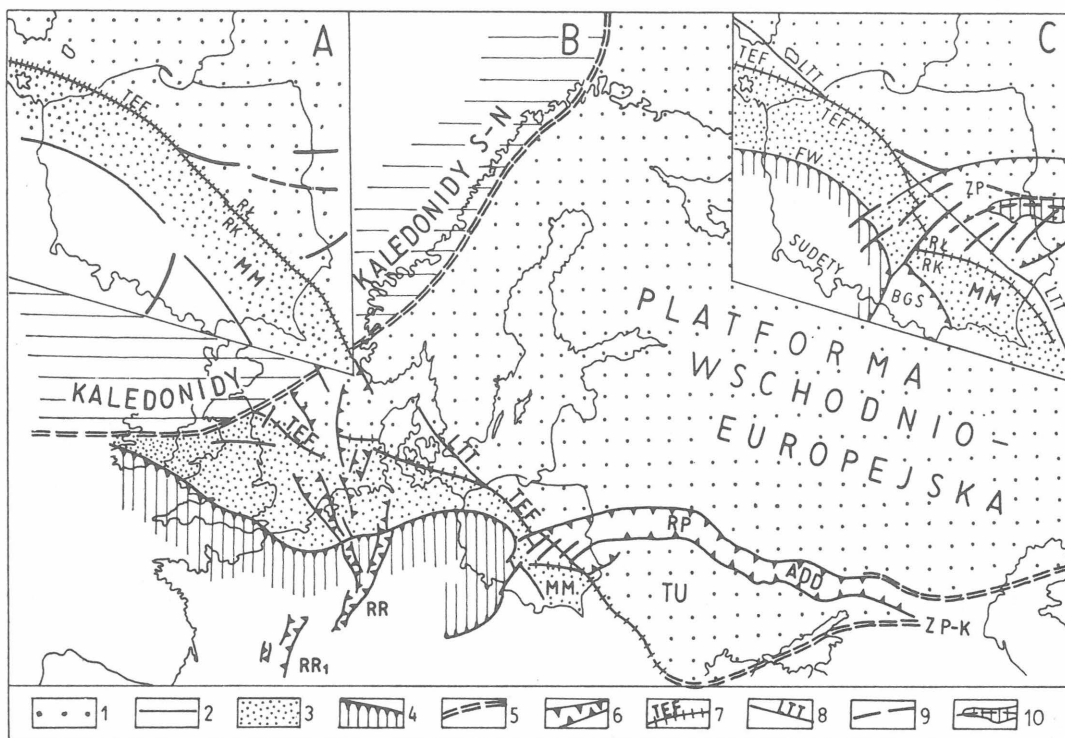 A
TEF
RŁ
RK
MM
B
KALEDONIDY S-N
C
TEF
LTT
TEF
FW
ZP
SUDETY
RŁ
RK
BGS
MM
LTT
PLATFORMA
WSCHODNIO-
EUROPEJSKA
KALEDONIDY
TEF
LTT
TEF
RP
ADD
MM
TU
ZP-K
RR
RR1
1
2
3
4
5
6
TEF 7
LTT 8
9
10